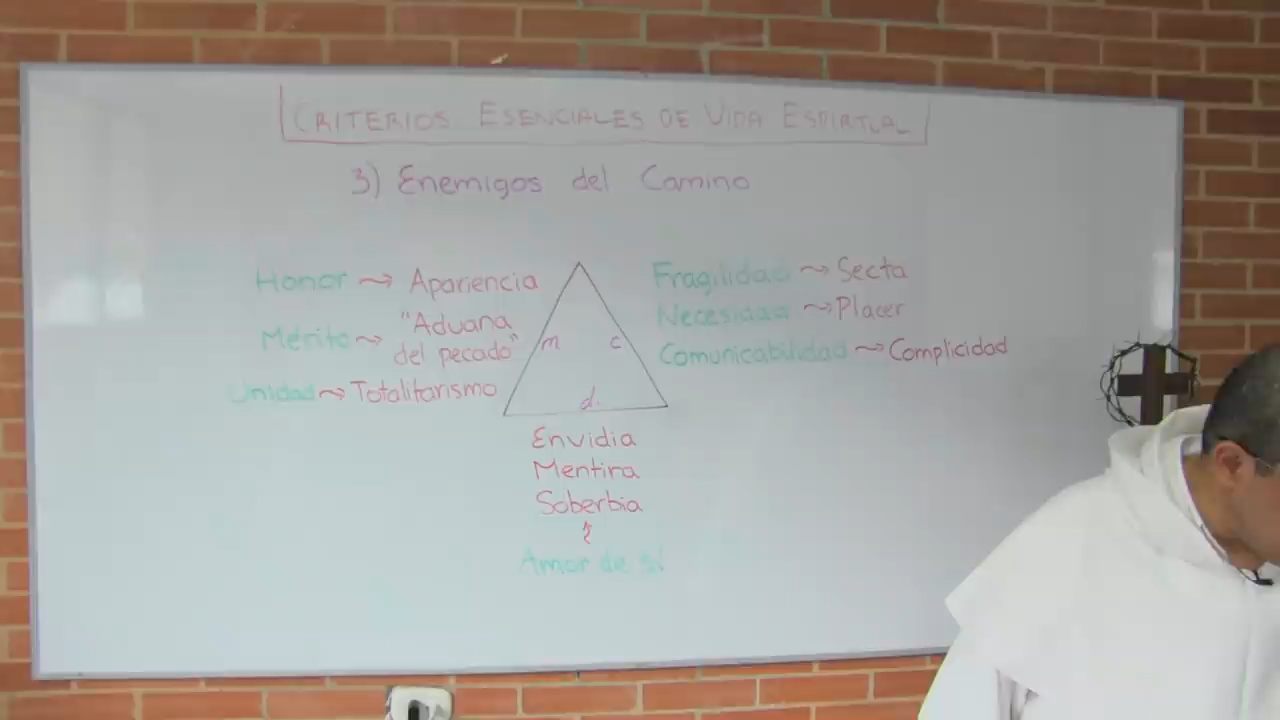 CRITERIOS ESENCIALES DE VIDA ESPIRTUAL
3) Enemigos del Camino
Honor ⤳ Apariencia
Mérito ⤳ "Aduana del pecado"
Unidad ⤳ Totalitarismo
m
c
d.
Fragilidad ⤳ Secta
Necesidad ⤳ Placer
Comunicabilidad ⤳ Complicidad
Envidia
Mentira
Soberbia
Amor de sí